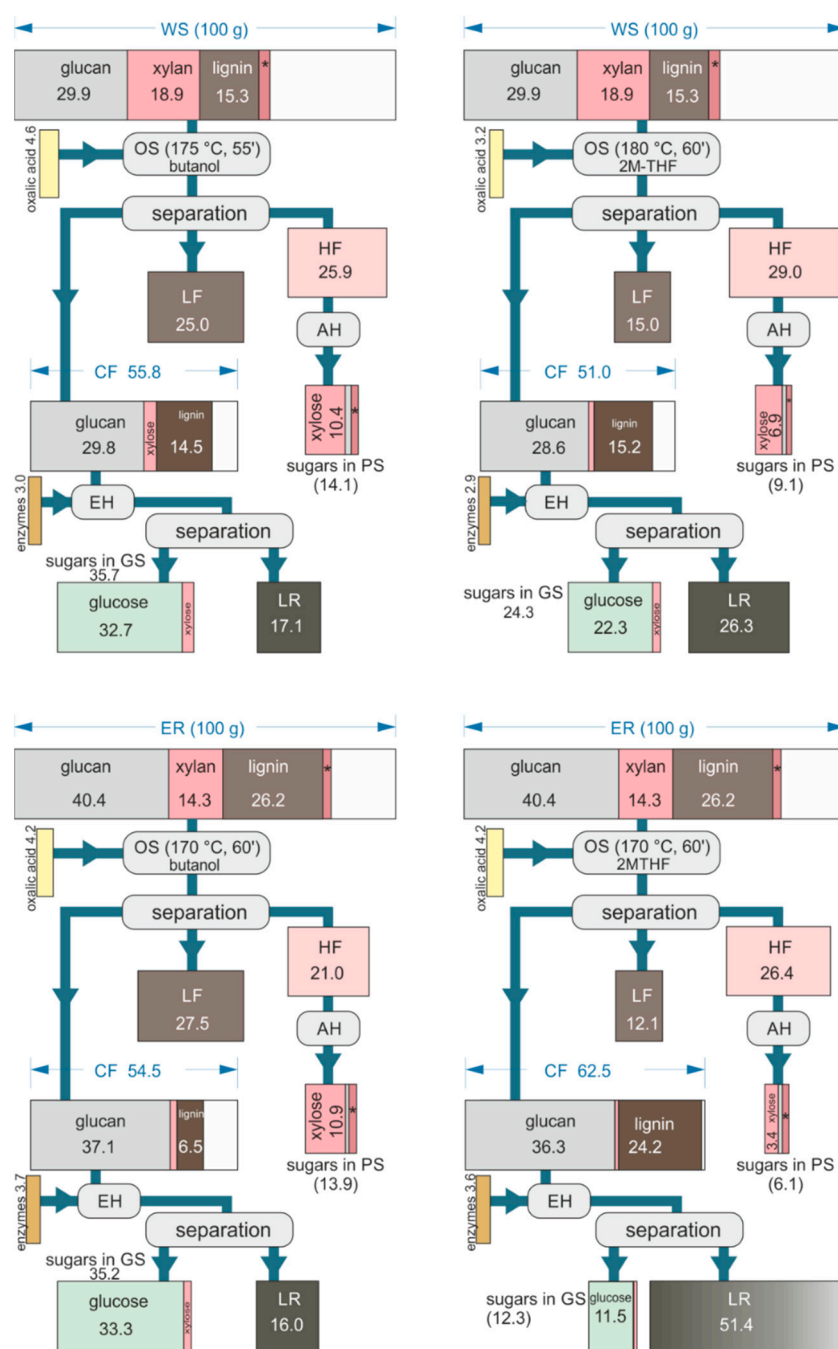 WS (100 g)
glucan
29.9
xylan
18.9
lignin
15.3
*
oxalic acid 4.6
OS (175 °C, 55')
butanol
separation
HF
25.9
LF
25.0
AH
CF 55.8
glucan
29.8
xylose
lignin
14.5
xylose
10.4
*
sugars in PS
(14.1)
enzymes 3.0
EH
separation
sugars in GS
35.7
glucose
32.7
xylose
LR
17.1
WS (100 g)
glucan
29.9
xylan
18.9
lignin
15.3
*
oxalic acid 3.2
OS (180 °C, 60')
2M-THF
separation
HF
29.0
LF
15.0
AH
CF 51.0
glucan
28.6
lignin
15.2
xylose
6.9
*
sugars in PS
(9.1)
enzymes 2.9
EH
separation
sugars in GS
24.3
glucose
22.3
xylose
LR
26.3
ER (100 g)
glucan
40.4
xylan
14.3
lignin
26.2
*
oxalic acid 4.2
OS (170 °C, 60')
butanol
separation
HF
21.0
LF
27.5
AH
CF 54.5
glucan
37.1
lignin
6.5
xylose
10.9
*
sugars in PS
(13.9)
enzymes 3.7
EH
separation
sugars in GS
35.2
glucose
33.3
xylose
LR
16.0
ER (100 g)
glucan
40.4
xylan
14.3
lignin
26.2
*
oxalic acid 4.2
OS (170 °C, 60')
2MTHF
separation
HF
26.4
LF
12.1
AH
CF 62.5
glucan
36.3
lignin
24.2
3.4 xylose
*
sugars in PS
(6.1)
enzymes 3.6
EH
separation
sugars in GS
(12.3)
glucose
11.5
LR
51.4